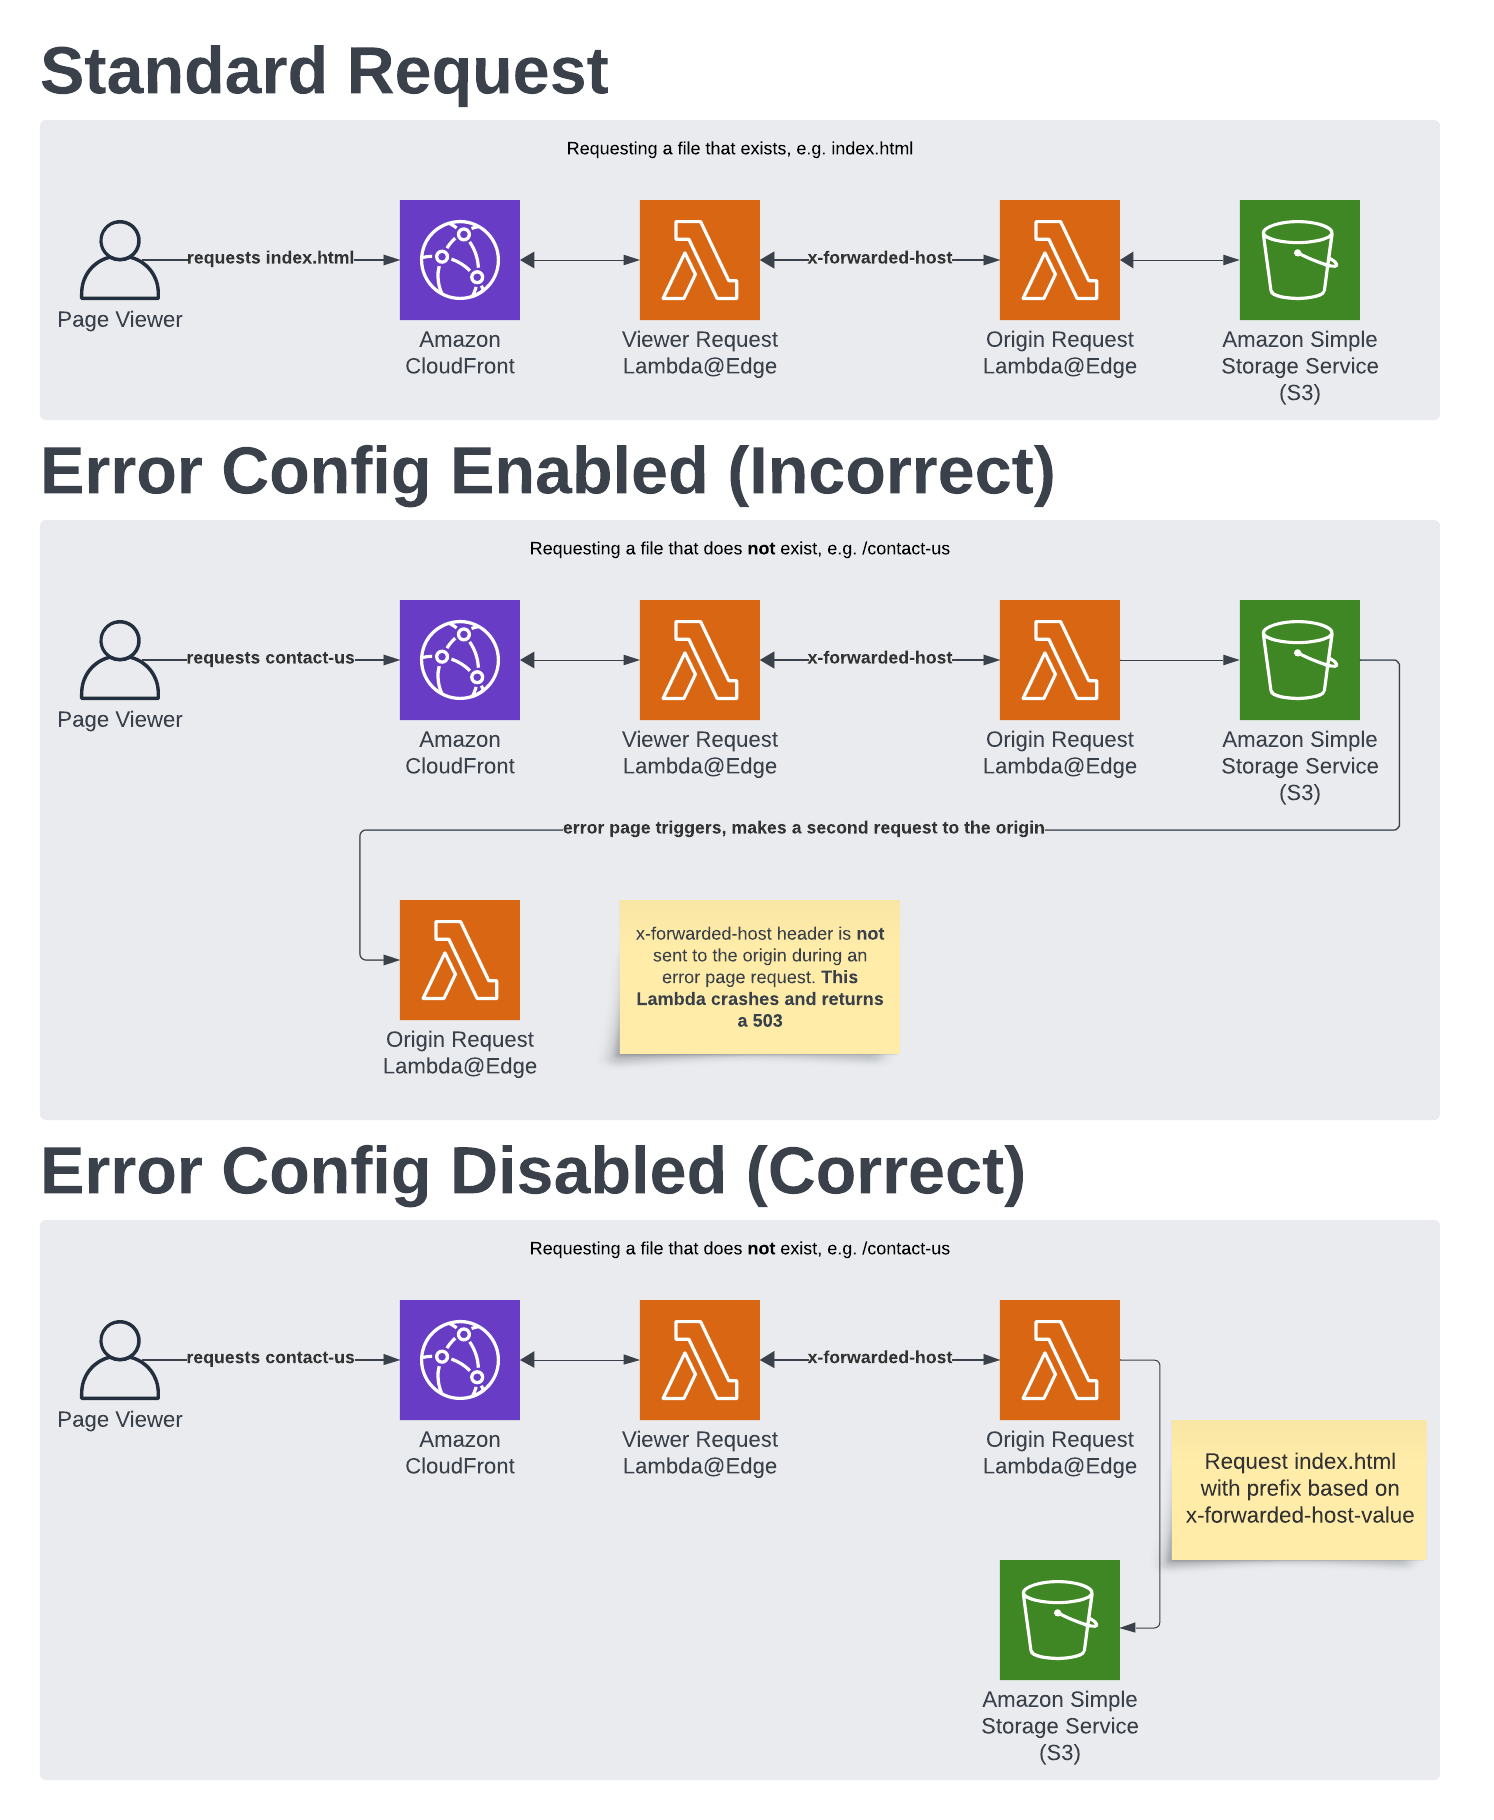 Standard Request
Requesting a file that exists, e.g. index.html
requests index.html
x-forwarded-host
Page Viewer
Amazon
CloudFront
Viewer Request
Lambda@Edge
Origin Request
Lambda@Edge
Amazon Simple
Storage Service
(S3)
Error Config Enabled (Incorrect)
Requesting a file that does not exist, e.g. /contact-us
requests contact-us
x-forwarded-host
Page Viewer
Amazon
CloudFront
Viewer Request
Lambda@Edge
Origin Request
Lambda@Edge
Amazon Simple
Storage Service
(S3)
error page triggers, makes a second request to the origin
Origin Request
Lambda@Edge
x-forwarded-host header is not
sent to the origin during an
error page request. This
Lambda crashes and returns
a 503
Error Config Disabled (Correct)
Requesting a file that does not exist, e.g. /contact-us
requests contact-us
x-forwarded-host
Page Viewer
Amazon
CloudFront
Viewer Request
Lambda@Edge
Origin Request
Lambda@Edge
Request index.html
with prefix based on
x-forwarded-host-value
Amazon Simple
Storage Service
(S3)